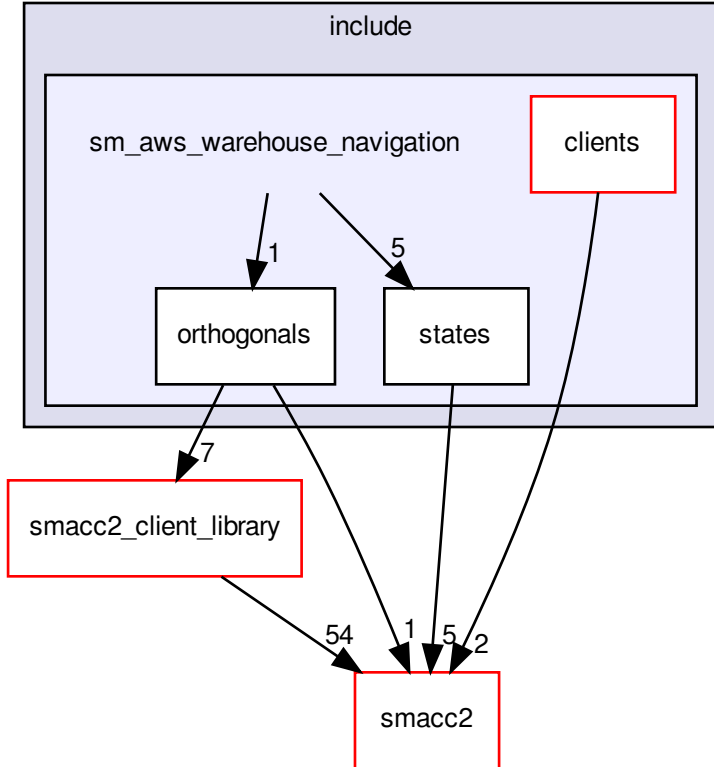 include
sm_aws_warehouse_navigation
clients
1
5
orthogonals
states
7
smacc2_client_library
54
1
5
2
smacc2